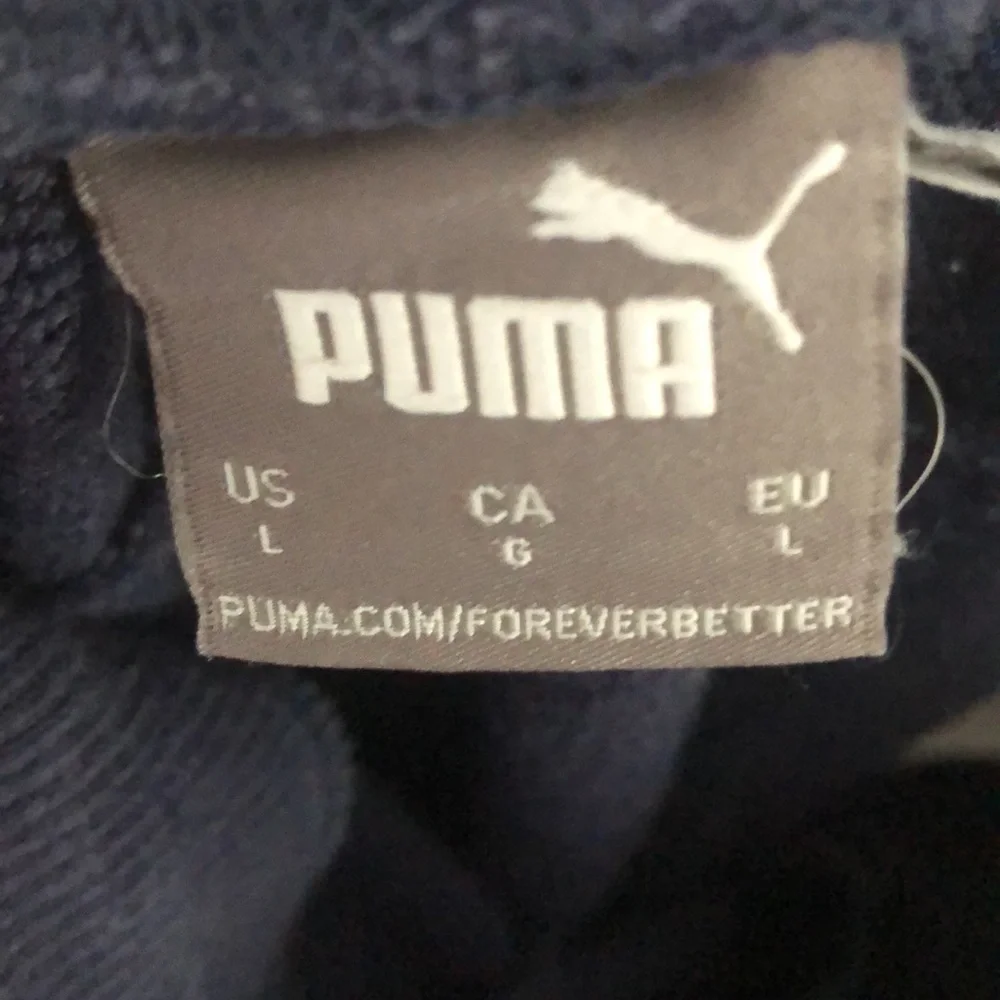 PUMA
US CA EU
L G L
PUMA.COM/FOREVERBETTER